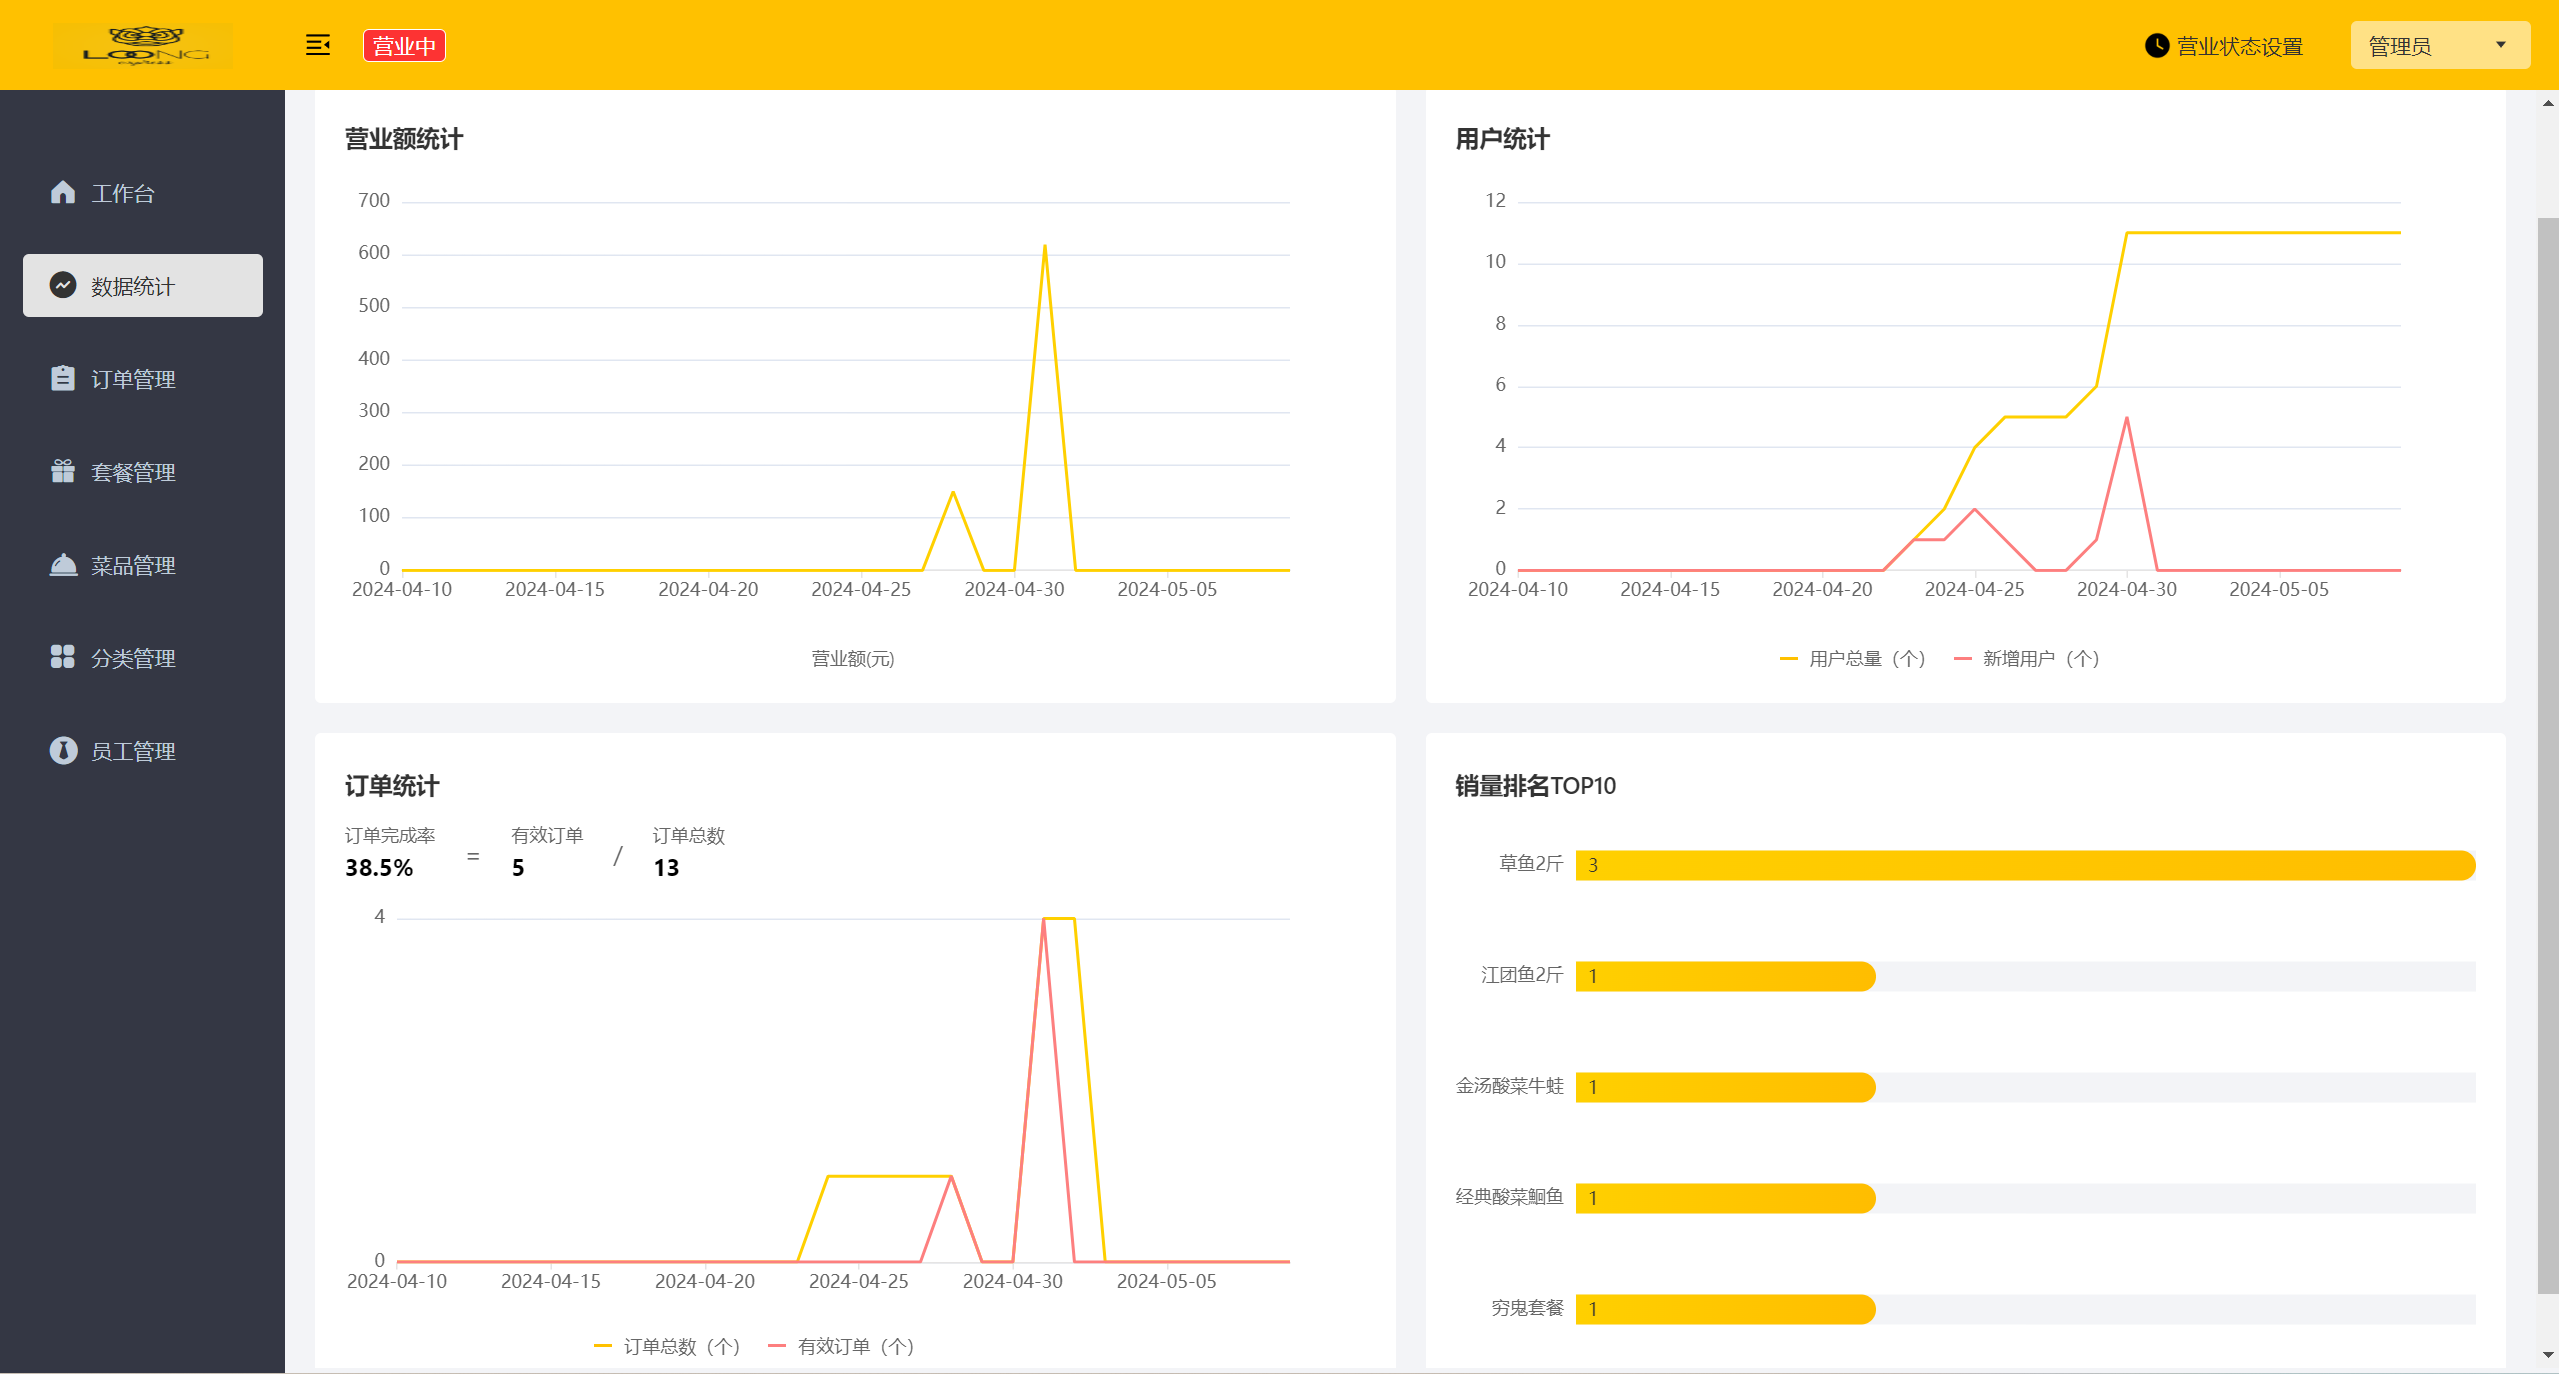 LOONG
express
营业中
营业状态设置
管理员
工作台
数据统计
订单管理
套餐管理
菜品管理
分类管理
员工管理
营业额统计
700
600
500
400
300
200
100
0
2024-04-10 2024-04-15 2024-04-20 2024-04-25 2024-04-30 2024-05-05
营业额(元)
用户统计
12
10
8
6
4
2
0
2024-04-10 2024-04-15 2024-04-20 2024-04-25 2024-04-30 2024-05-05
用户总量（个） 新增用户（个）
订单统计
订单完成率 有效订单 订单总数
38.5% = 5 / 13
4
0
2024-04-10 2024-04-15 2024-04-20 2024-04-25 2024-04-30 2024-05-05
订单总数（个） 有效订单（个）
销量排名TOP10
草鱼2斤 3
江团鱼2斤 1
金汤酸菜牛蛙 1
经典酸菜鮰鱼 1
穷鬼套餐 1